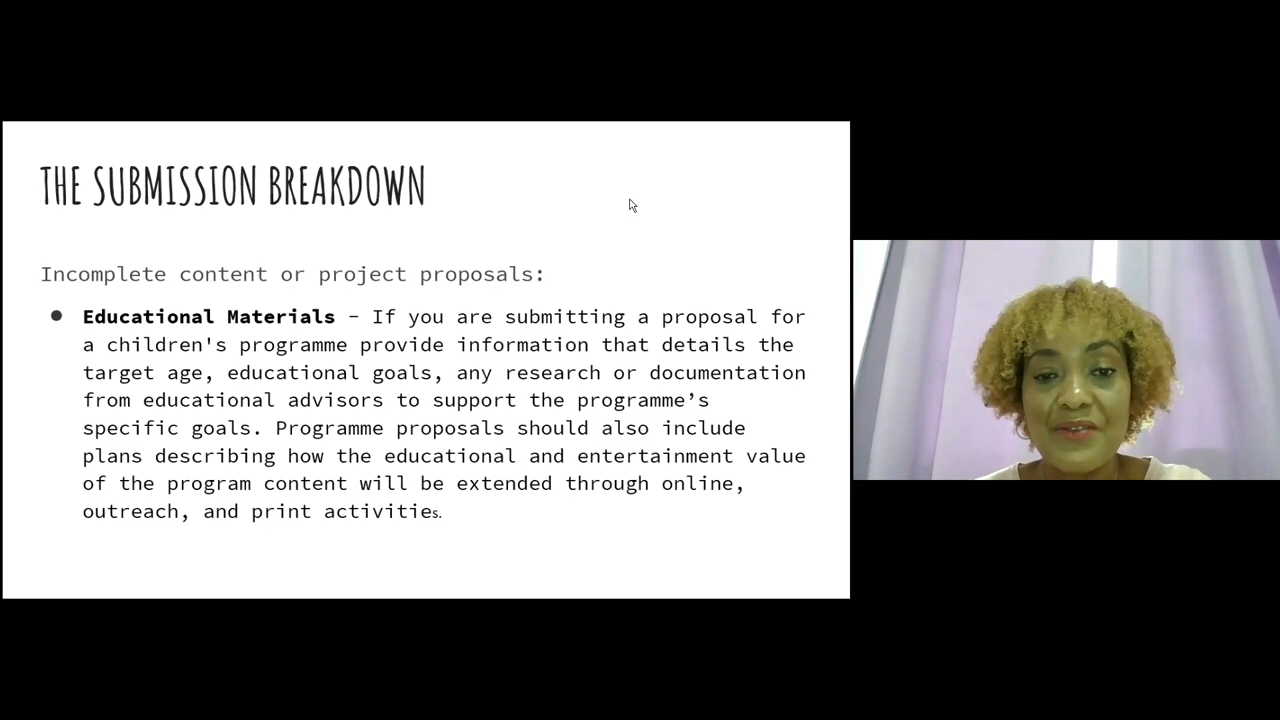 THE SUBMISSION BREAKDOWN
Incomplete content or project proposals:
● Educational Materials – If you are submitting a proposal for
a children's programme provide information that details the
target age, educational goals, any research or documentation
from educational advisors to support the programme’s
specific goals. Programme proposals should also include
plans describing how the educational and entertainment value
of the program content will be extended through online,
outreach, and print activities.